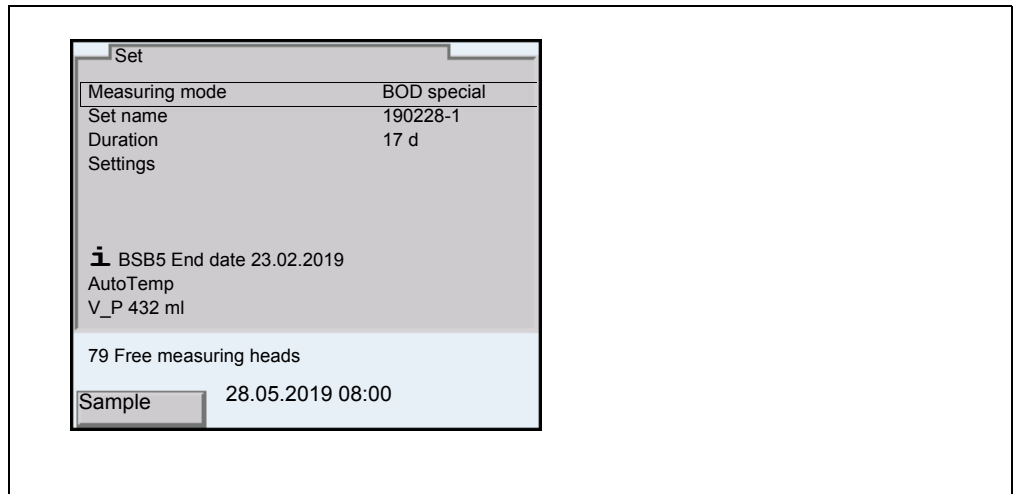 Set
Measuring mode BOD special
Set name 190228-1
Duration 17 d
Settings
i BSB5 End date 23.02.2019
AutoTemp
V_P 432 ml
79 Free measuring heads
Sample 28.05.2019 08:00